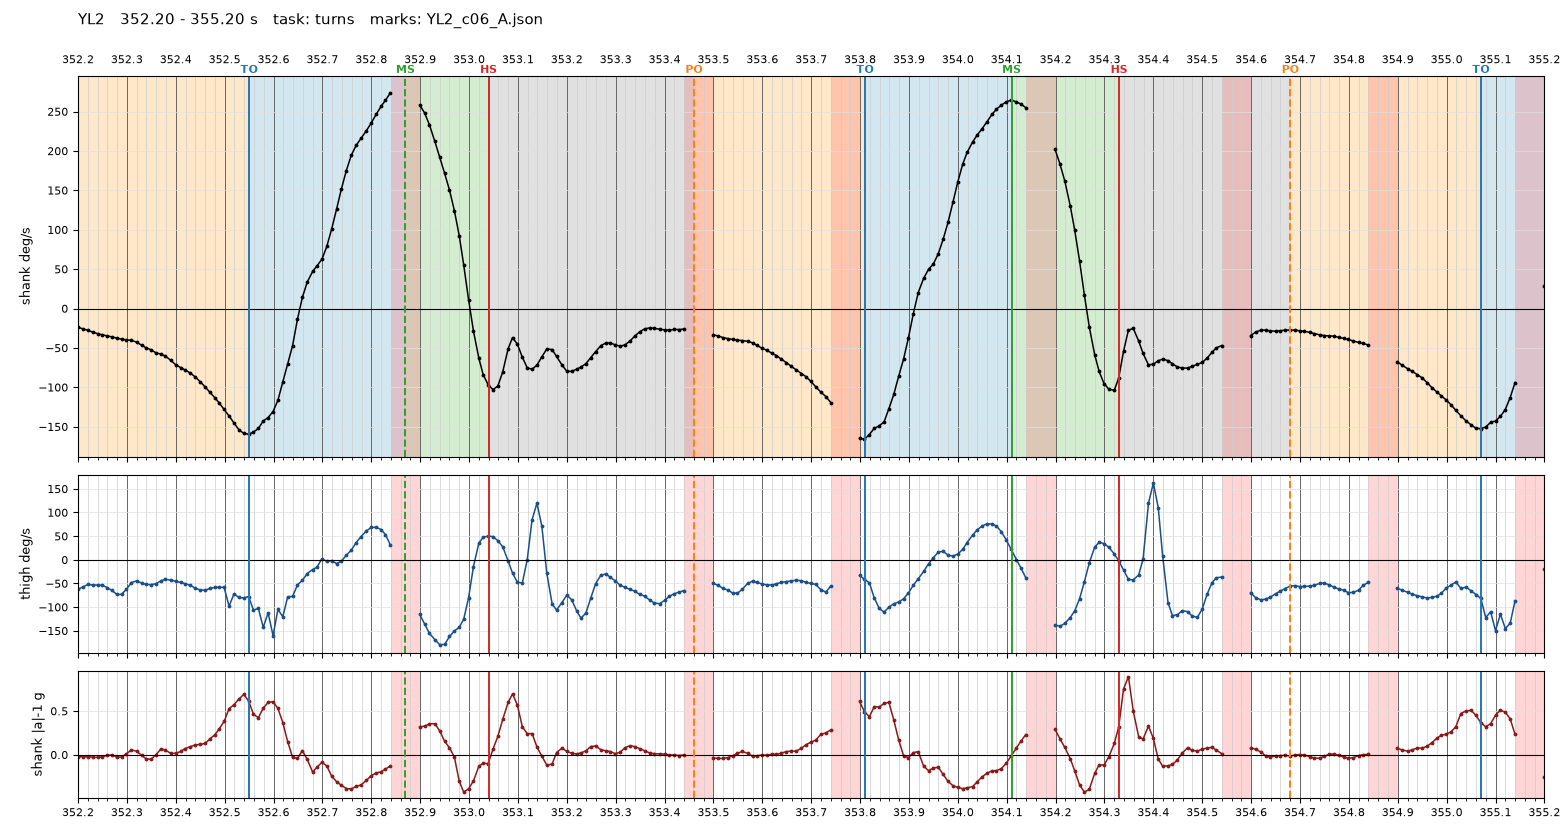 YL2   352.20 - 355.20 s   task: turns   marks: YL2_c06_A.json
352.2 352.3 352.4 352.5 352.6 352.7 352.8 352.9 353.0 353.1 353.2 353.3 353.4 353.5 353.6 353.7 353.8 353.9 354.0 354.1 354.2 354.3 354.4 354.5 354.6 354.7 354.8 354.9 355.0 355.1 355.2
TO MS HS PO TO MS HS PO TO
shank deg/s
250
200
150
100
50
0
−50
−100
−150
thigh deg/s
150
100
50
0
−50
−100
−150
shank |a|-1 g
0.5
0.0
352.2 352.3 352.4 352.5 352.6 352.7 352.8 352.9 353.0 353.1 353.2 353.3 353.4 353.5 353.6 353.7 353.8 353.9 354.0 354.1 354.2 354.3 354.4 354.5 354.6 354.7 354.8 354.9 355.0 355.1 355.2